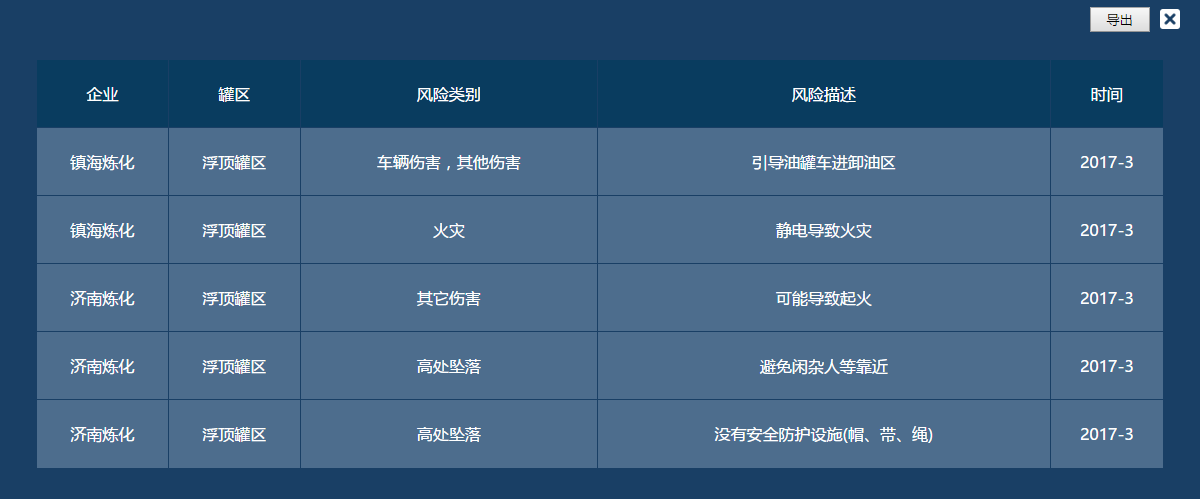 导出
企业 罐区 风险类别 风险描述 时间
镇海炼化 浮顶罐区 车辆伤害，其他伤害 引导油罐车进卸油区 2017-3
镇海炼化 浮顶罐区 火灾 静电导致火灾 2017-3
济南炼化 浮顶罐区 其它伤害 可能导致起火 2017-3
济南炼化 浮顶罐区 高处坠落 避免闲杂人等靠近 2017-3
济南炼化 浮顶罐区 高处坠落 没有安全防护设施(帽、带、绳) 2017-3